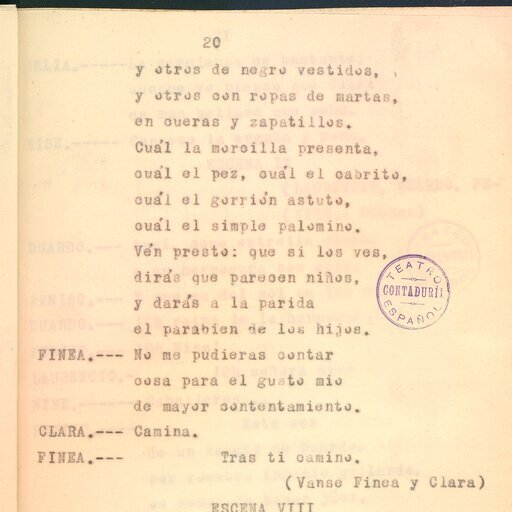 20
y otros de negro vestidos,
y otros con ropas de martas,
en cueras y zapatillos.
Cuál la morcilla presenta,
cuál el pez, cuál el cabrito,
cuál el gorrión astuto,
cuál el simple palomino.
Vén presto: que si los ves,
dirás que parecen niños,
y darás a la parida
el parabien de los hijos.
FINEA.--- No me pudieras contar
cosa para el gusto mio
de mayor contentamiento.
CLARA.--- Camina.
FINEA.--- Tras ti camino.
(Vanse Finea y Clara)
ESCENA VIII
TEATRO
CONTADURÍA
ESPAÑOL